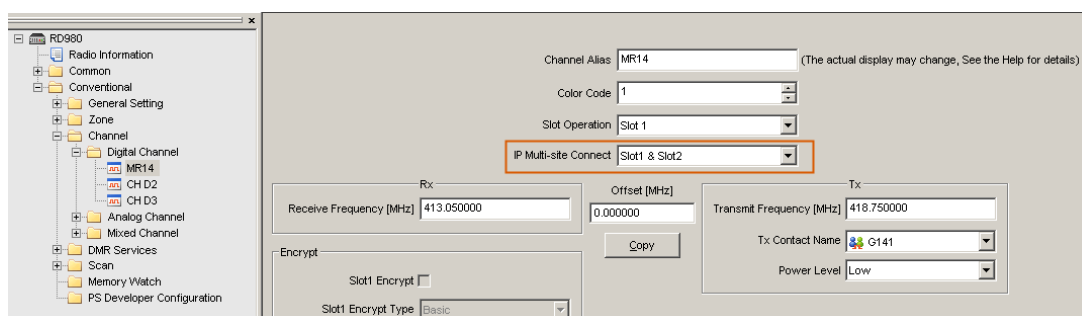 RD980
Radio Information
Common
Conventional
General Setting
Zone
Channel
Digital Channel
MR14
CH D2
CH D3
Analog Channel
Mixed Channel
DMR Services
Scan
Memory Watch
PS Developer Configuration
Channel Alias MR14 (The actual display may change, See the Help for details)
Color Code 1
Slot Operation Slot 1
IP Multi-site Connect Slot1 & Slot2
Rx
Receive Frequency [MHz] 413.050000
Offset [MHz]
0.000000
Copy
Tx
Transmit Frequency [MHz] 418.750000
Tx Contact Name G141
Power Level Low
Encrypt
Slot1 Encrypt
Slot1 Encrypt Type Basic